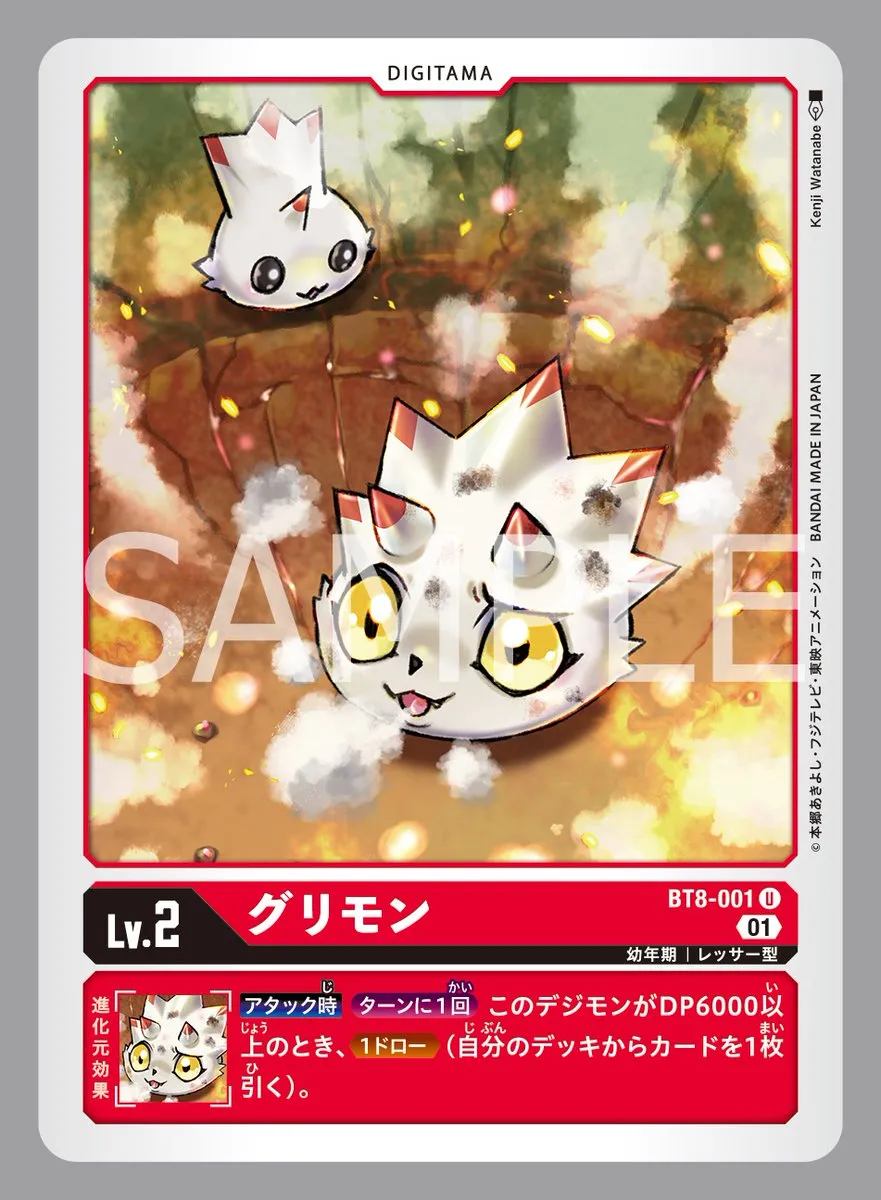 DIGITAMA
Kenji Watanabe
©本郷あきよし・フジテレビ・東映アニメーション BANDAI MADE IN JAPAN
SAMPLE
Lv.2
グリモン
BT8-001 U
01
幼年期 | レッサー型
進化元効果
アタック時 ターンに1回 このデジモンがDP6000以
上のとき、1ドロー (自分のデッキからカードを1枚
引く)。